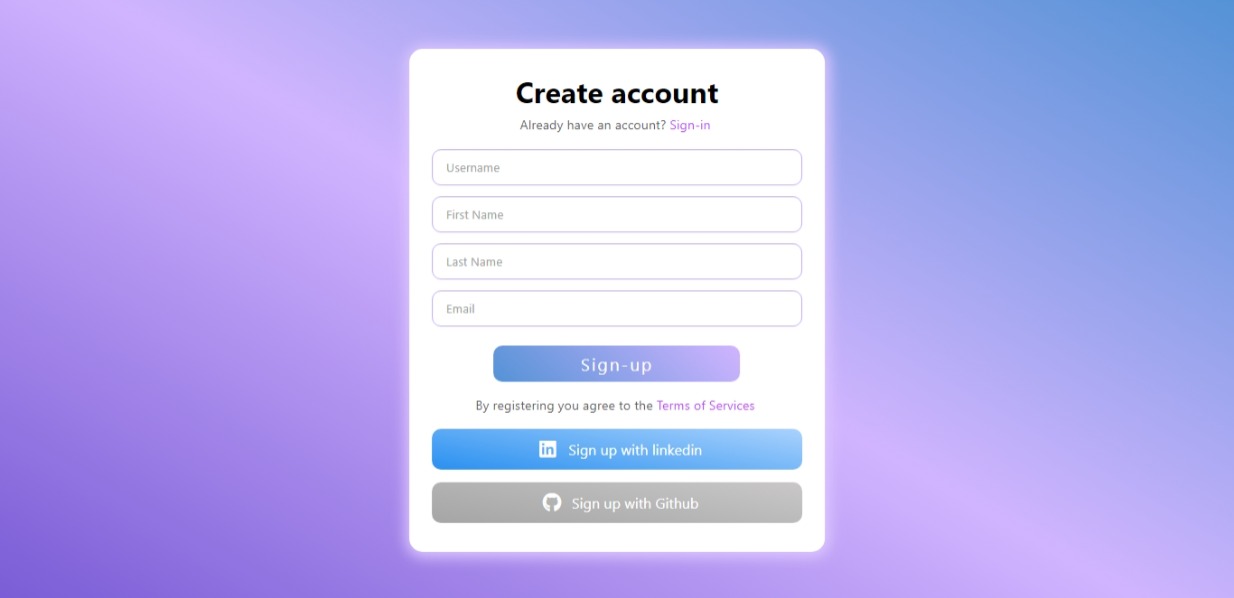 Create account
Already have an account? Sign-in
Username
First Name
Last Name
Email
Sign-up
By registering you agree to the Terms of Services
in Sign up with linkedin
Sign up with Github